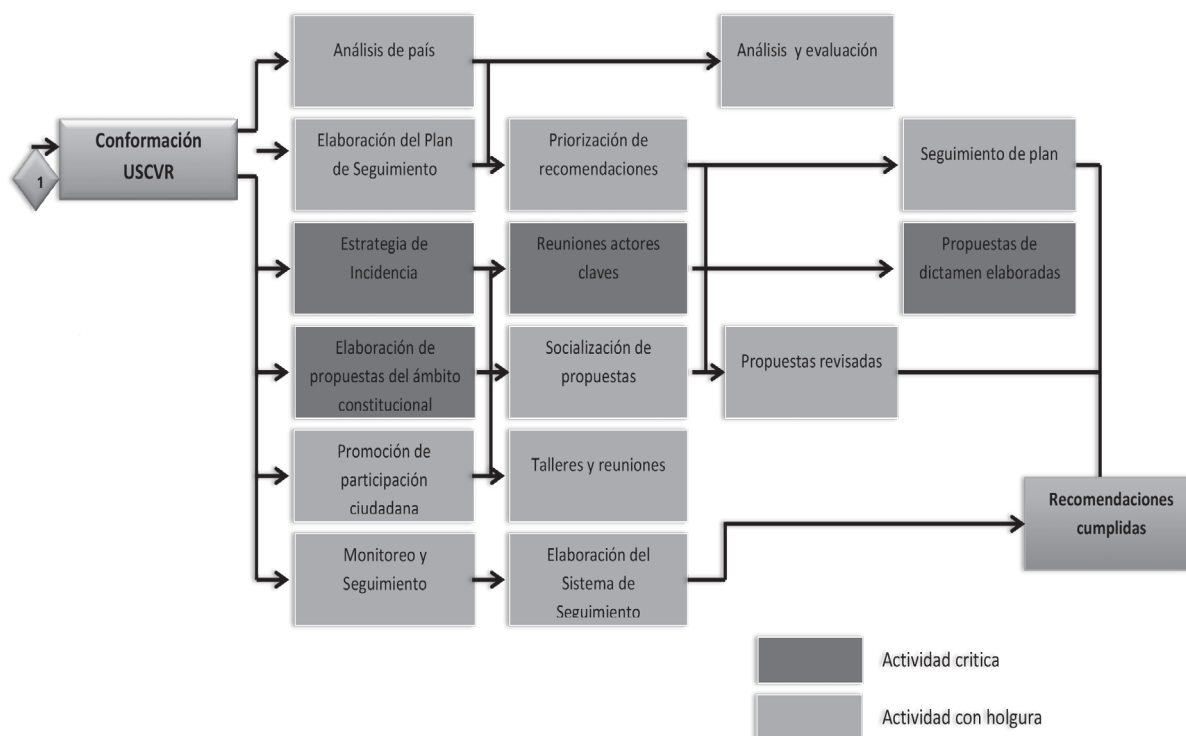 Análisis de país
Análisis y evaluación
1
Conformación
USCVR
Elaboración del Plan
de Seguimiento
Priorización de
recomendaciones
Seguimiento de plan
Estrategia de
Incidencia
Reuniones actores
claves
Propuestas de
dictamen elaboradas
Elaboración de
propuestas del ámbito
constitucional
Socialización de
propuestas
Propuestas revisadas
Promoción de
participación
ciudadana
Talleres y reuniones
Recomendaciones
cumplidas
Monitoreo y
Seguimiento
Elaboración del
Sistema de
Seguimiento
Actividad critica
Actividad con holgura